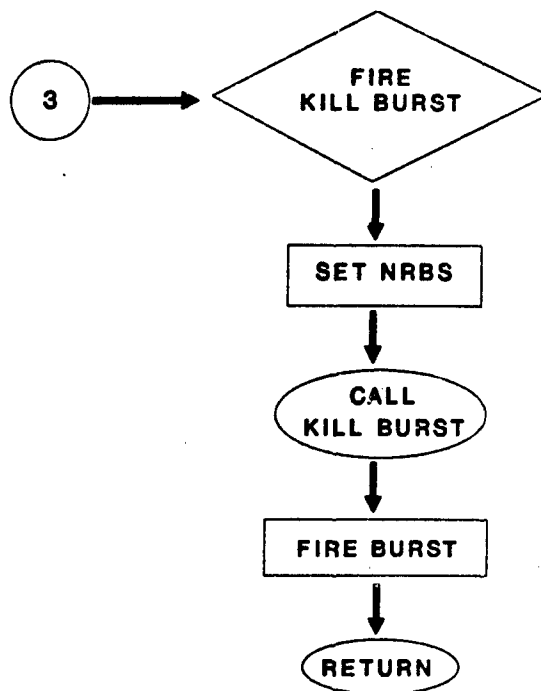 3
FIRE
KILL BURST
SET NRBS
CALL
KILL BURST
FIRE BURST
RETURN